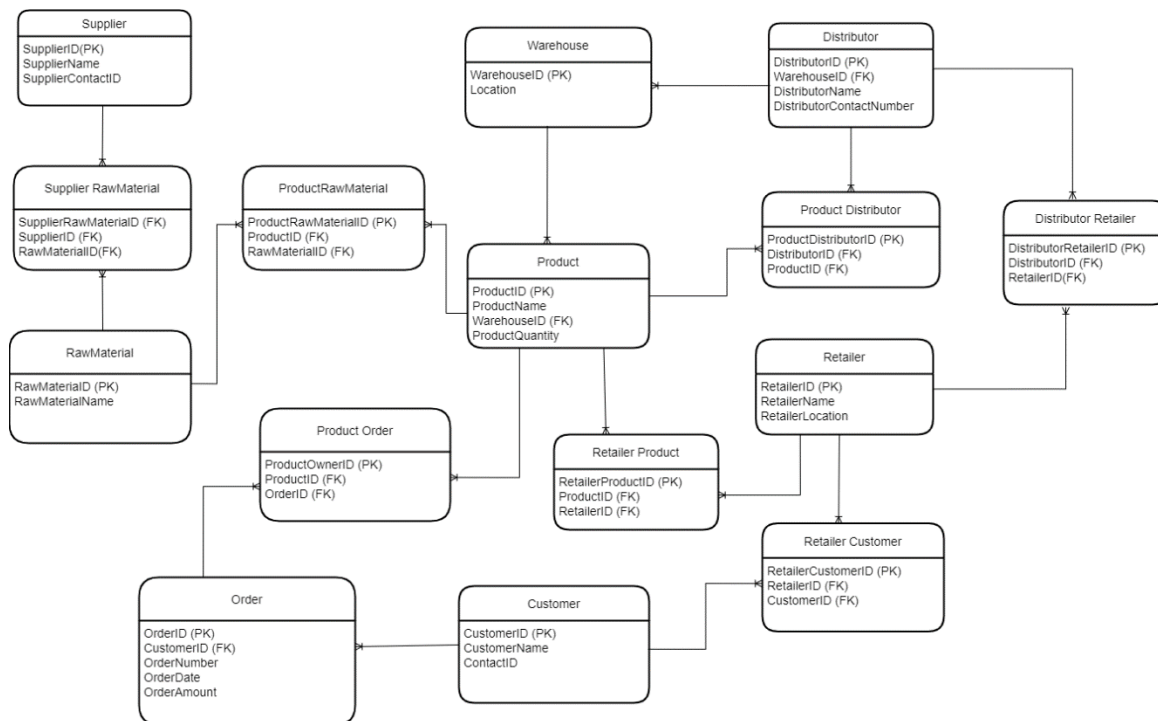 Supplier
SupplierID(PK)
SupplierName
SupplierContactID
Warehouse
WarehouseID (PK)
Location
Distributor
DistributorID (PK)
WarehouseID (FK)
DistributorName
DistributorContactNumber
Supplier RawMaterial
SupplierRawMaterialID (FK)
SupplierID (FK)
RawMaterialID(FK)
ProductRawMaterial
ProductRawMaterialID (PK)
ProductID (FK)
RawMaterialID (FK)
Product Distributor
ProductDistributorID (PK)
DistributorID (FK)
ProductID (FK)
Distributor Retailer
DistributorRetailerID (PK)
DistributorID (FK)
RetailerID(FK)
Product
ProductID (PK)
ProductName
WarehouseID (FK)
ProductQuantity
RawMaterial
RawMaterialID (PK)
RawMaterialName
Retailer
RetailerID (PK)
RetailerName
RetailerLocation
Product Order
ProductOwnerID (PK)
ProductID (FK)
OrderID (FK)
Retailer Product
RetailerProductID (PK)
ProductID (FK)
RetailerID (FK)
Retailer Customer
RetailerCustomerID (PK)
RetailerID (FK)
CustomerID (FK)
Order
OrderID (PK)
CustomerID (FK)
OrderNumber
OrderDate
OrderAmount
Customer
CustomerID (PK)
CustomerName
ContactID